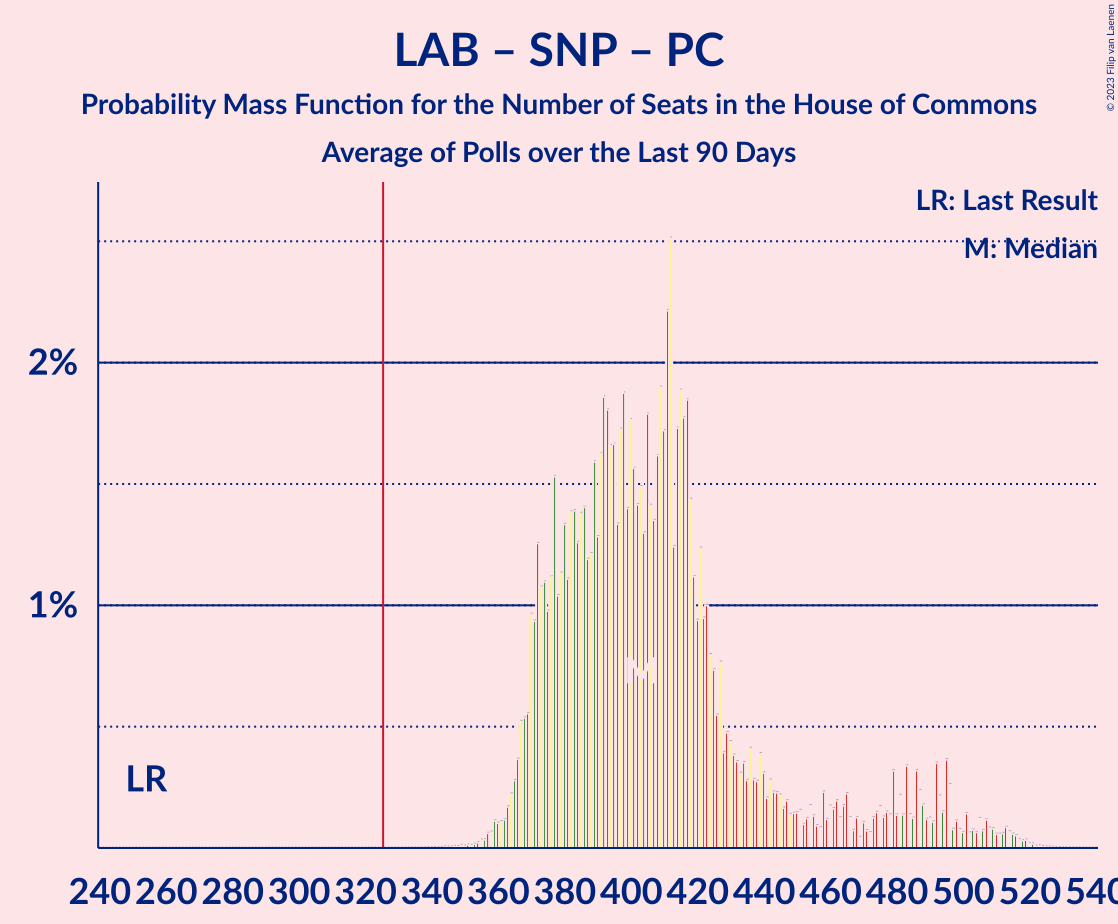 LAB – SNP – PC
Probability Mass Function for the Number of Seats in the House of Commons
Average of Polls over the Last 90 Days
© 2023 Filip van Laenen
LR: Last Result
M: Median
2%
1%
LR
M
240 260 280 300 320 340 360 380 400 420 440 460 480 500 520 540